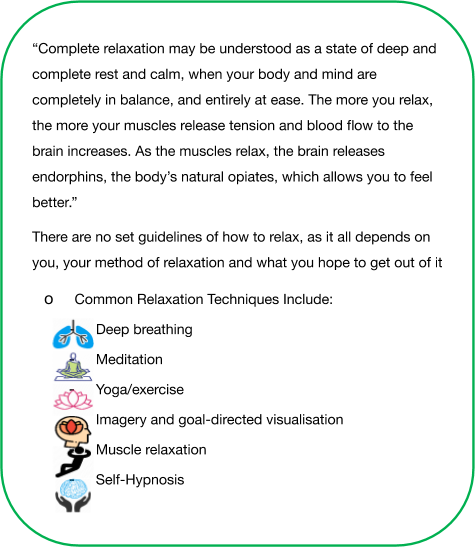 “Complete relaxation may be understood as a state of deep and
complete rest and calm, when your body and mind are
completely in balance, and entirely at ease. The more you relax,
the more your muscles release tension and blood flow to the
brain increases. As the muscles relax, the brain releases
endorphins, the body’s natural opiates, which allows you to feel
better.”
There are no set guidelines of how to relax, as it all depends on
you, your method of relaxation and what you hope to get out of it
o Common Relaxation Techniques Include:
Deep breathing
Meditation
Yoga/exercise
Imagery and goal-directed visualisation
Muscle relaxation
Self-Hypnosis